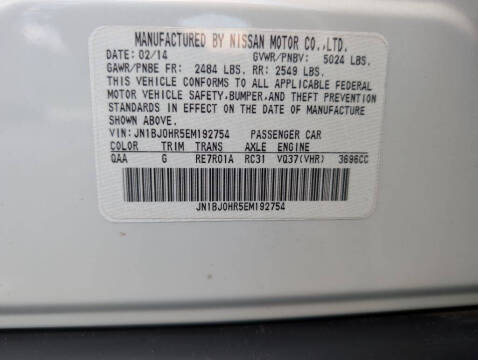 MANUFACTURED BY NISSAN MOTOR CO.,LTD.
DATE: 02/14 GVWR/PNBV: 5024 LBS.
GAWR/PNBE FR: 2484 LBS. RR: 2549 LBS.
THIS VEHICLE CONFORMS TO ALL APPLICABLE FEDERAL
MOTOR VEHICLE SAFETY,BUMPER,AND THEFT PREVENTION
STANDARDS IN EFFECT ON THE DATE OF MANUFACTURE
SHOWN ABOVE.
VIN: JN1BJ0HR5EM192754 PASSENGER CAR
COLOR TRIM TRANS AXLE ENGINE
QAA G RE7R01A RC31 VQ37(VHR) 3696CC
JN1BJ0HR5EM192754